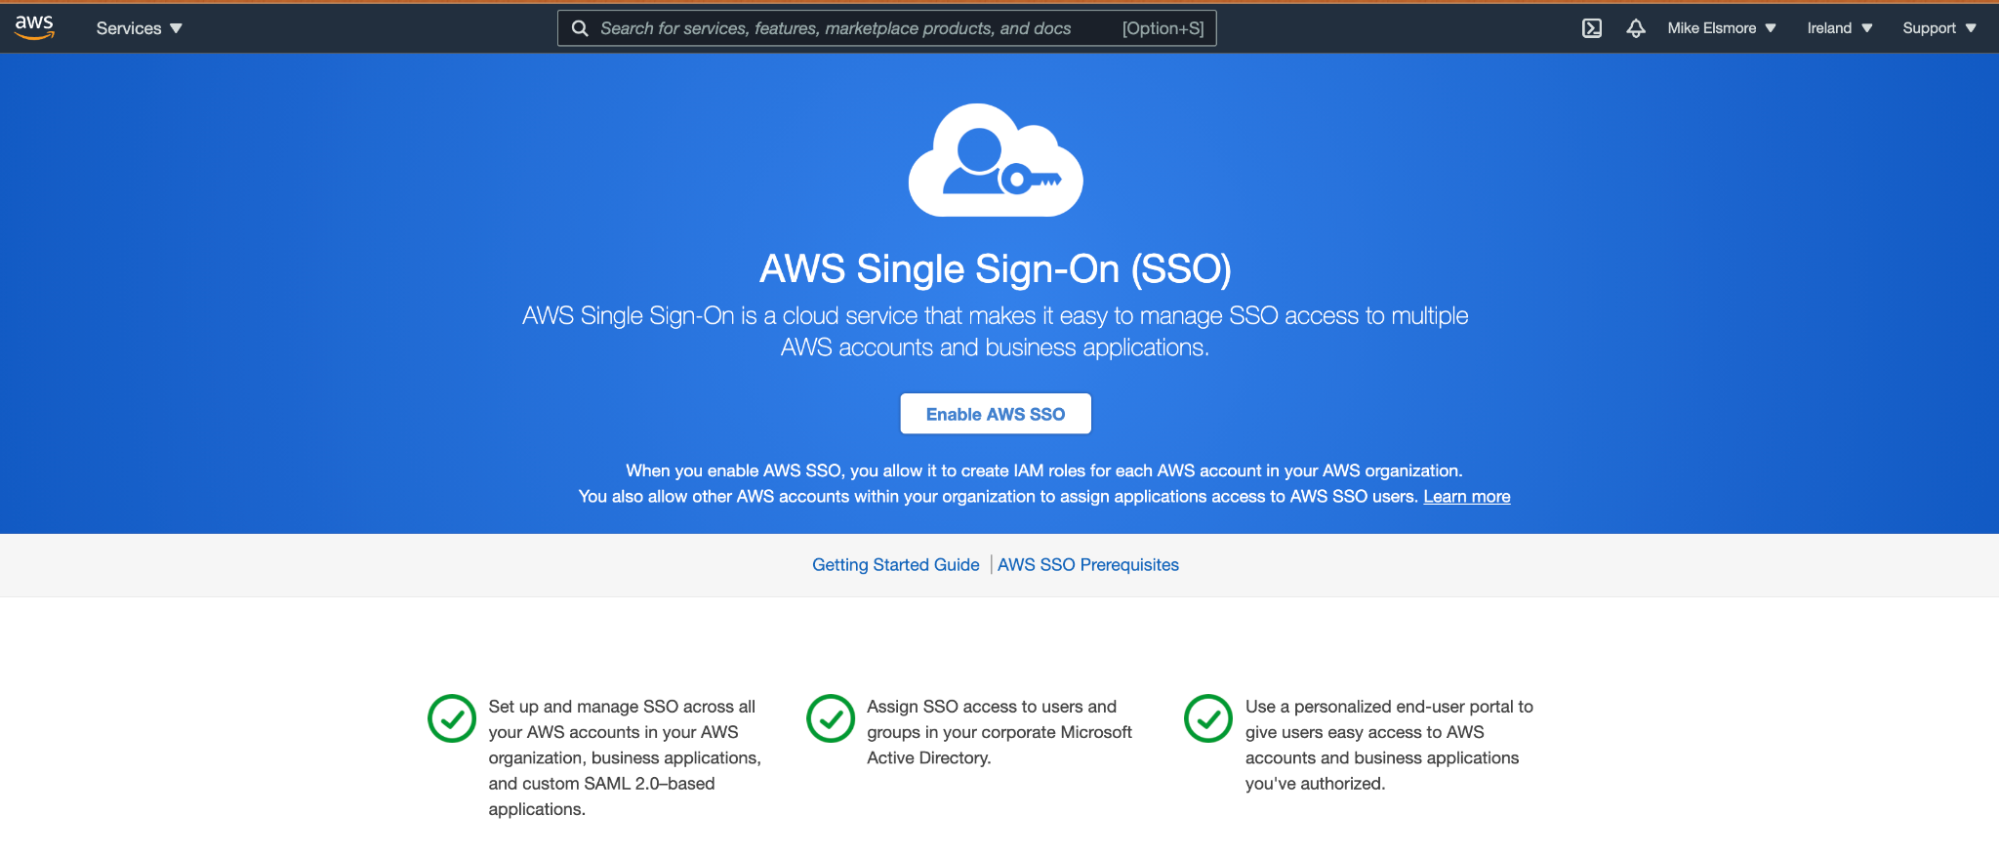 aws
Services
Search for services, features, marketplace products, and docs [Option+S]
Mike Elsmore
Ireland
Support
AWS Single Sign-On (SSO)
AWS Single Sign-On is a cloud service that makes it easy to manage SSO access to multiple
AWS accounts and business applications.
Enable AWS SSO
When you enable AWS SSO, you allow it to create IAM roles for each AWS account in your AWS organization.
You also allow other AWS accounts within your organization to assign applications access to AWS SSO users. Learn more
Getting Started Guide | AWS SSO Prerequisites
Set up and manage SSO across all
your AWS accounts in your AWS
organization, business applications,
and custom SAML 2.0–based
applications.
Assign SSO access to users and
groups in your corporate Microsoft
Active Directory.
Use a personalized end-user portal to
give users easy access to AWS
accounts and business applications
you've authorized.